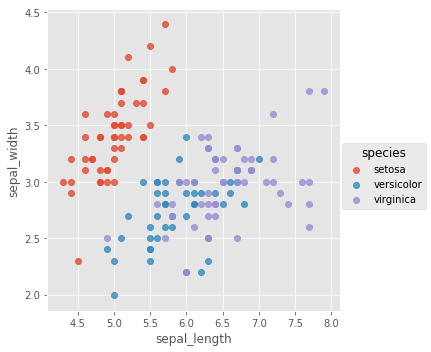 4.5
4.0
3.5
3.0
2.5
2.0
sepal_width
4.5 5.0 5.5 6.0 6.5 7.0 7.5 8.0
sepal_length
species
setosa
versicolor
virginica